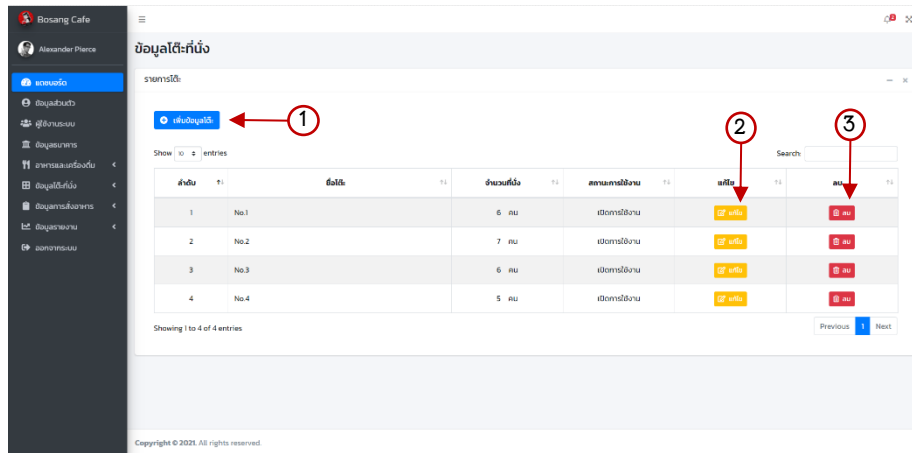 Bosang Cafe
2
Alexander Pierce
ข้อมูลโต๊ะที่นั่ง
แดชบอร์ด
รายการโต๊ะ
ข้อมูลส่วนตัว
ผู้ใช้งานระบบ
เพิ่มข้อมูลโต๊ะ
1
2
3
ข้อมูลธนาคาร
Show 10 entries
Search:
อาหารและเครื่องดื่ม
ข้อมูลโต๊ะที่นั่ง
ลำดับ ชื่อโต๊ะ จำนวนที่นั่ง สถานะการใช้งาน แก้ไข ลบ
ข้อมูลการสั่งอาหาร
1 No.1 6 คน เปิดการใช้งาน แก้ไข ลบ
ข้อมูลรายงาน
2 No.2 7 คน เปิดการใช้งาน แก้ไข ลบ
ออกจากระบบ
3 No.3 6 คน เปิดการใช้งาน แก้ไข ลบ
4 No.4 5 คน เปิดการใช้งาน แก้ไข ลบ
Showing 1 to 4 of 4 entries
Previous 1 Next
Copyright © 2021. All rights reserved.